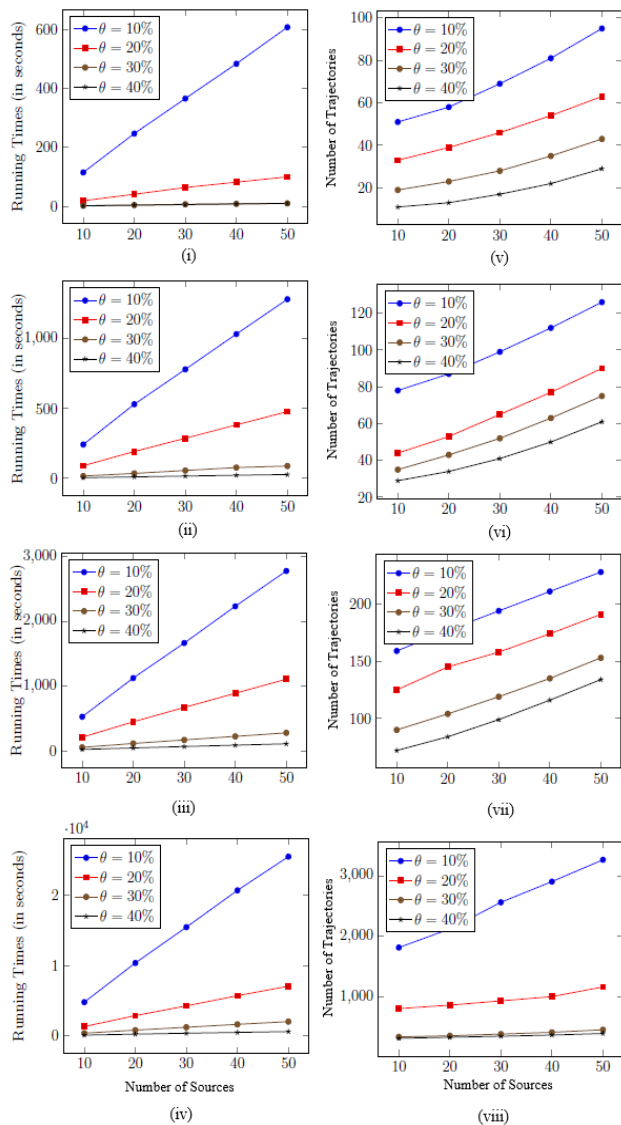 Running Times (in seconds)
600
400
200
0
θ = 10%
θ = 20%
θ = 30%
θ = 40%
10 20 30 40 50
(i)
Number of Trajectories
100
80
60
40
20
θ = 10%
θ = 20%
θ = 30%
θ = 40%
10 20 30 40 50
(v)
Running Times (in seconds)
1,000
500
0
θ = 10%
θ = 20%
θ = 30%
θ = 40%
10 20 30 40 50
(ii)
Number of Trajectories
120
100
80
60
40
20
θ = 10%
θ = 20%
θ = 30%
θ = 40%
10 20 30 40 50
(vi)
Running Times (in seconds)
3,000
2,000
1,000
0
θ = 10%
θ = 20%
θ = 30%
θ = 40%
10 20 30 40 50
(iii)
Number of Trajectories
200
150
100
θ = 10%
θ = 20%
θ = 30%
θ = 40%
10 20 30 40 50
(vii)
Running Times (in seconds)
·10⁴
2
1
0
θ = 10%
θ = 20%
θ = 30%
θ = 40%
10 20 30 40 50
Number of Sources
(iv)
Number of Trajectories
3,000
2,000
1,000
θ = 10%
θ = 20%
θ = 30%
θ = 40%
10 20 30 40 50
Number of Sources
(viii)